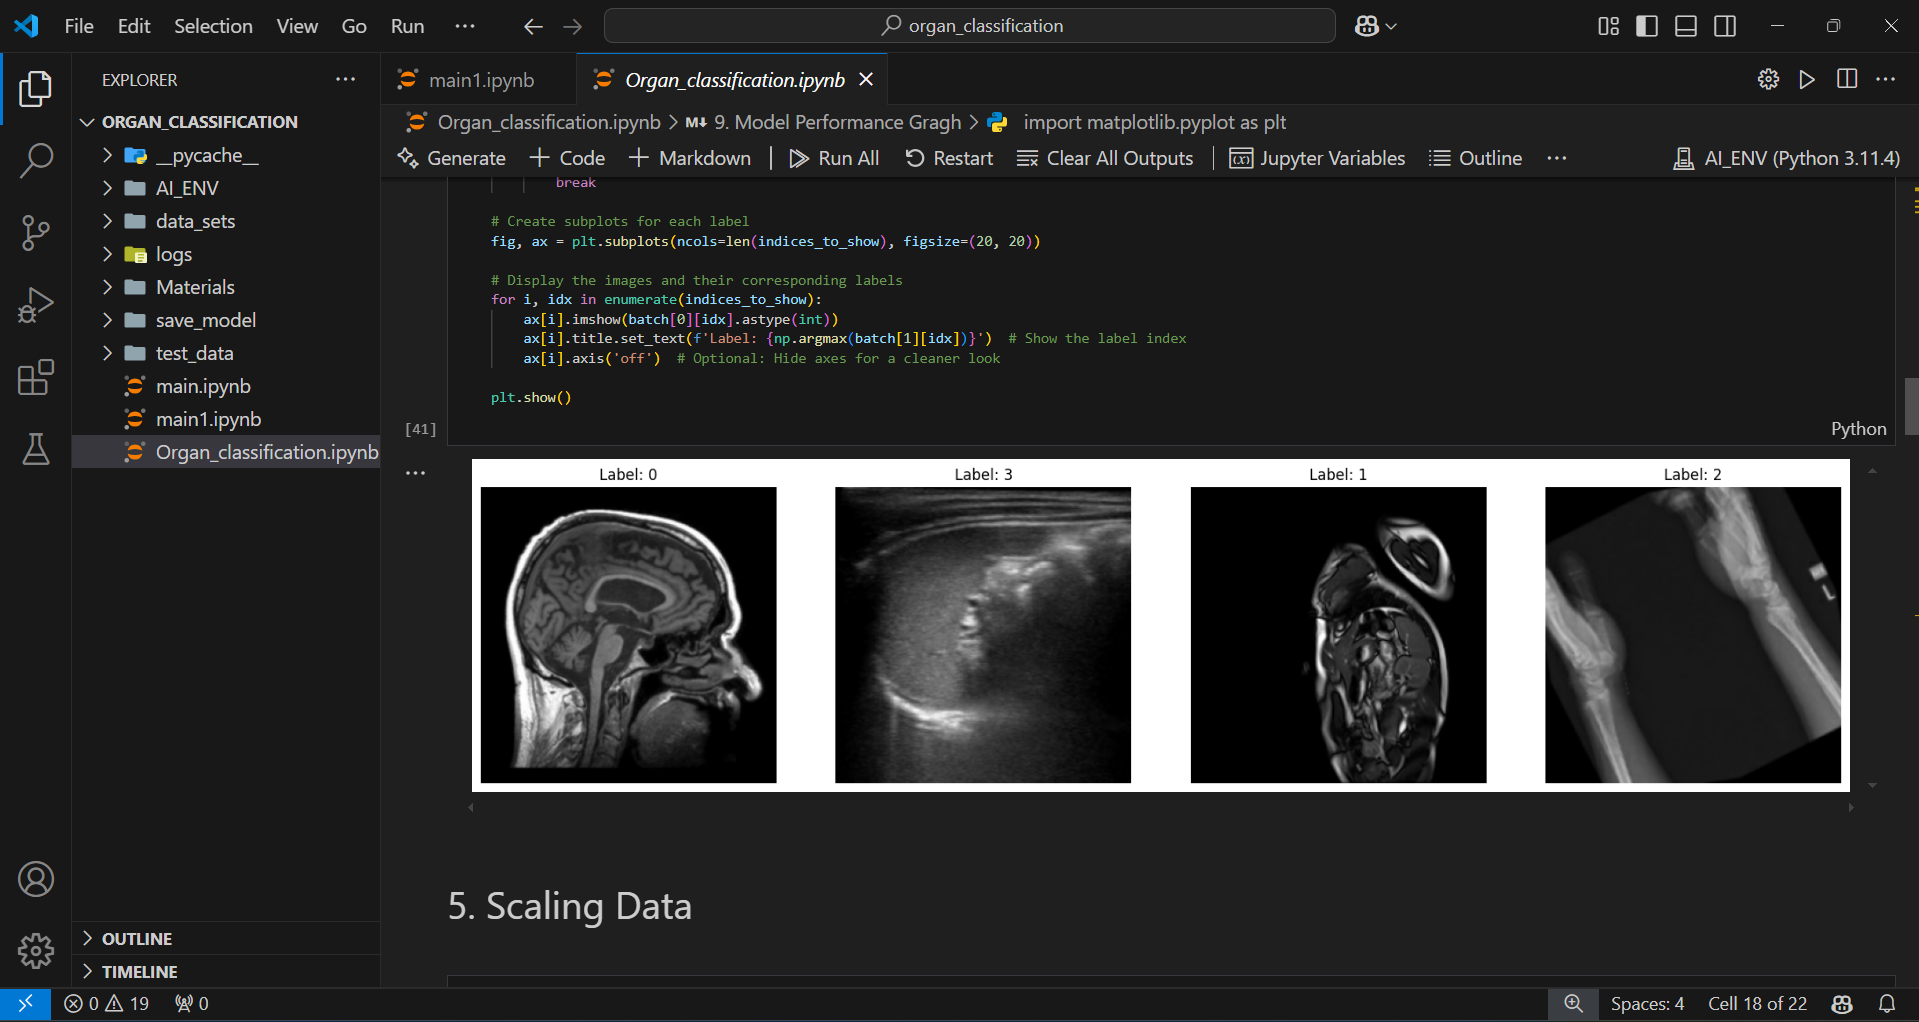 File Edit Selection View Go Run ··· organ_classification
EXPLORER ···
ORGAN_CLASSIFICATION
__pycache__
AI_ENV
data_sets
logs
Materials
save_model
test_data
main.ipynb
main1.ipynb
Organ_classification.ipynb
OUTLINE
TIMELINE
main1.ipynb Organ_classification.ipynb
Organ_classification.ipynb > M↓ 9. Model Performance Gragh > import matplotlib.pyplot as plt
Generate + Code + Markdown | Run All Restart Clear All Outputs | Jupyter Variables Outline ··· AI_ENV (Python 3.11.4)
break
# Create subplots for each label
fig, ax = plt.subplots(ncols=len(indices_to_show), figsize=(20, 20))
# Display the images and their corresponding labels
for i, idx in enumerate(indices_to_show):
    ax[i].imshow(batch[0][idx].astype(int))
    ax[i].title.set_text(f'Label: {np.argmax(batch[1][idx])}')  # Show the label index
    ax[i].axis('off')  # Optional: Hide axes for a cleaner look
plt.show()
[41] Python
Label: 0 Label: 3 Label: 1 Label: 2
L
5. Scaling Data
0 19 0 Spaces: 4 Cell 18 of 22